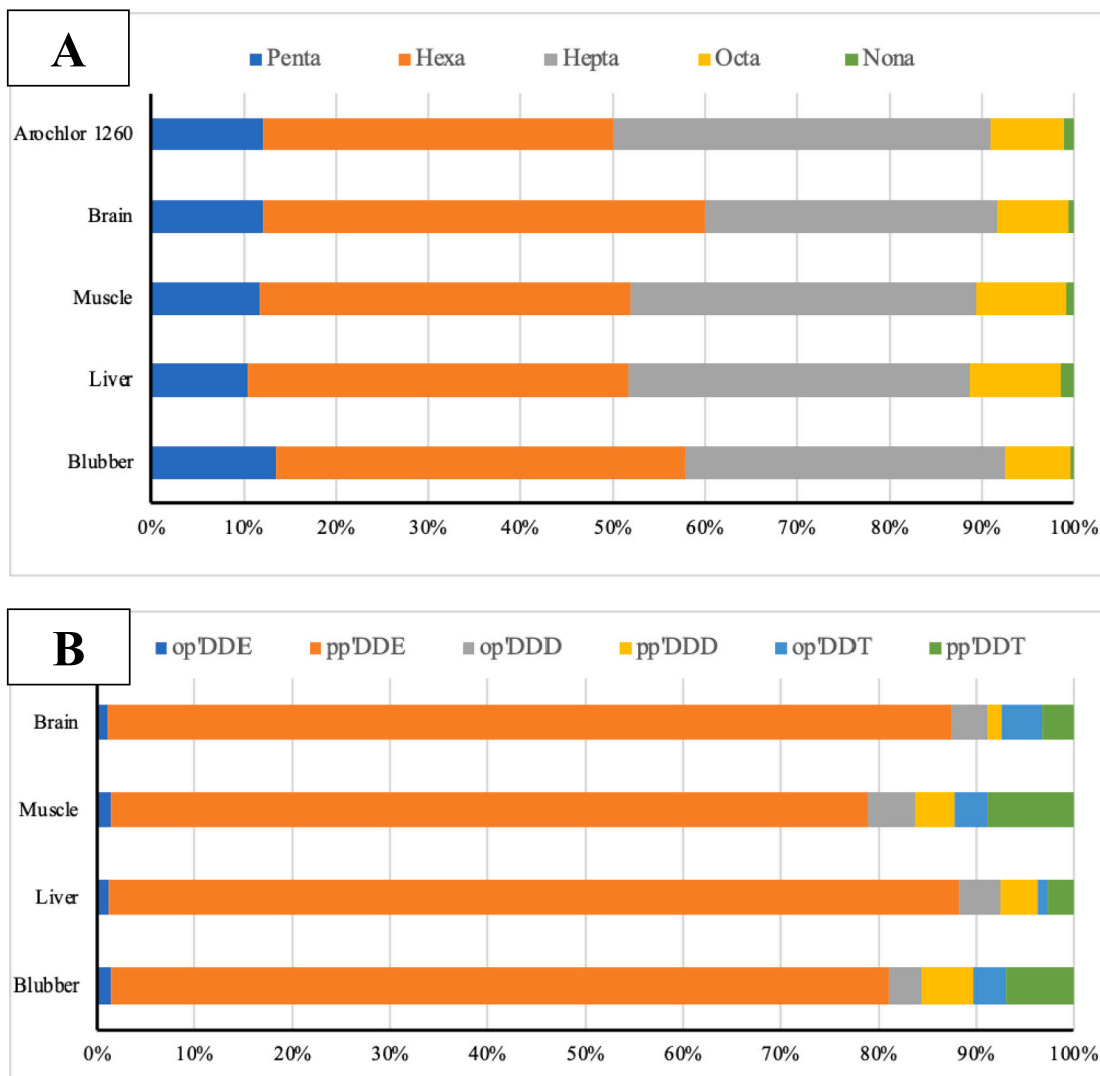 A
Penta Hexa Hepta Octa Nona
Arochlor 1260
Brain
Muscle
Liver
Blubber
0% 10% 20% 30% 40% 50% 60% 70% 80% 90% 100%
B
op'DDE pp'DDE op'DDD pp'DDD op'DDT pp'DDT
Brain
Muscle
Liver
Blubber
0% 10% 20% 30% 40% 50% 60% 70% 80% 90% 100%